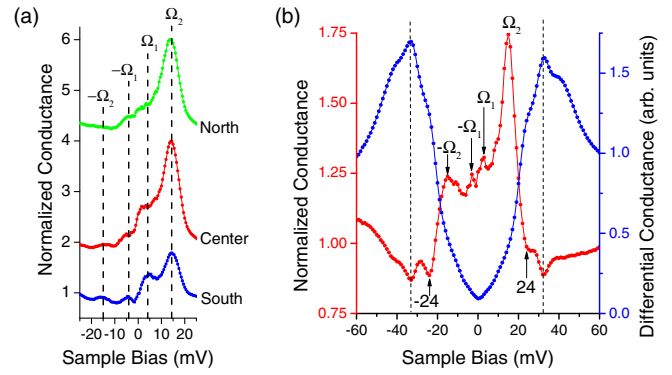 (a)
6
5
4
3
2
1
Normalized Conductance
-20 -10 0 10 20
Sample Bias (mV)
−Ω2
−Ω1
Ω1
Ω2
North
Center
South
(b)
1.75
1.50
1.25
1.00
0.75
Normalized Conductance
-60 -40 -20 0 20 40 60
Sample Bias (mV)
-Ω2
-Ω1
Ω1
Ω2
-24
24
1.5
1.0
0.5
0.0
Differential Conductance (arb. units)